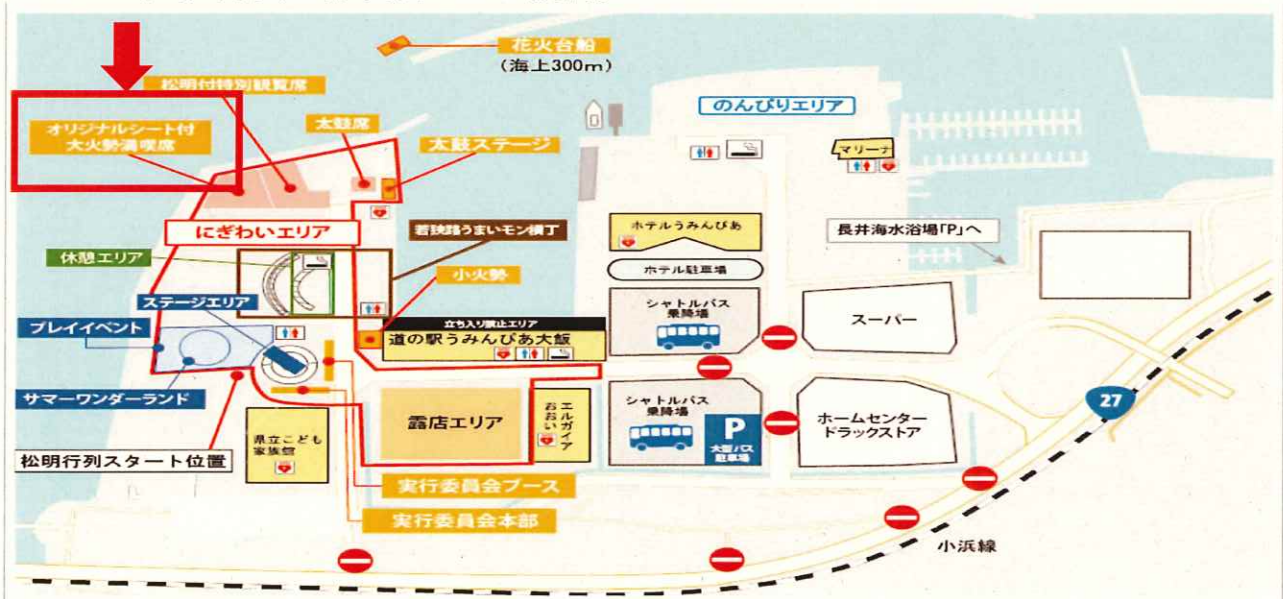 花火台船
(海上300m)
松明付特別観覧席
のんびりエリア
オリジナルシート付
大火勢満喫席
太鼓席
太鼓ステージ
マリーナ
にぎわいエリア
若狭路うまいモン横丁
ホテルうみんぴあ
長井海水浴場「P」へ
休憩エリア
小火勢
ホテル駐車場
ステージエリア
シャトルバス
乗降場
スーパー
プレイイベント
立ち入り禁止エリア
道の駅うみんぴあ大飯
サマーワンダーランド
露店エリア
エルガイア
おおい
シャトルバス
乗降場
P
大型バス
駐車場
ホームセンター
ドラックストア
27
県立こども
家族館
松明行列スタート位置
実行委員会ブース
実行委員会本部
小浜線